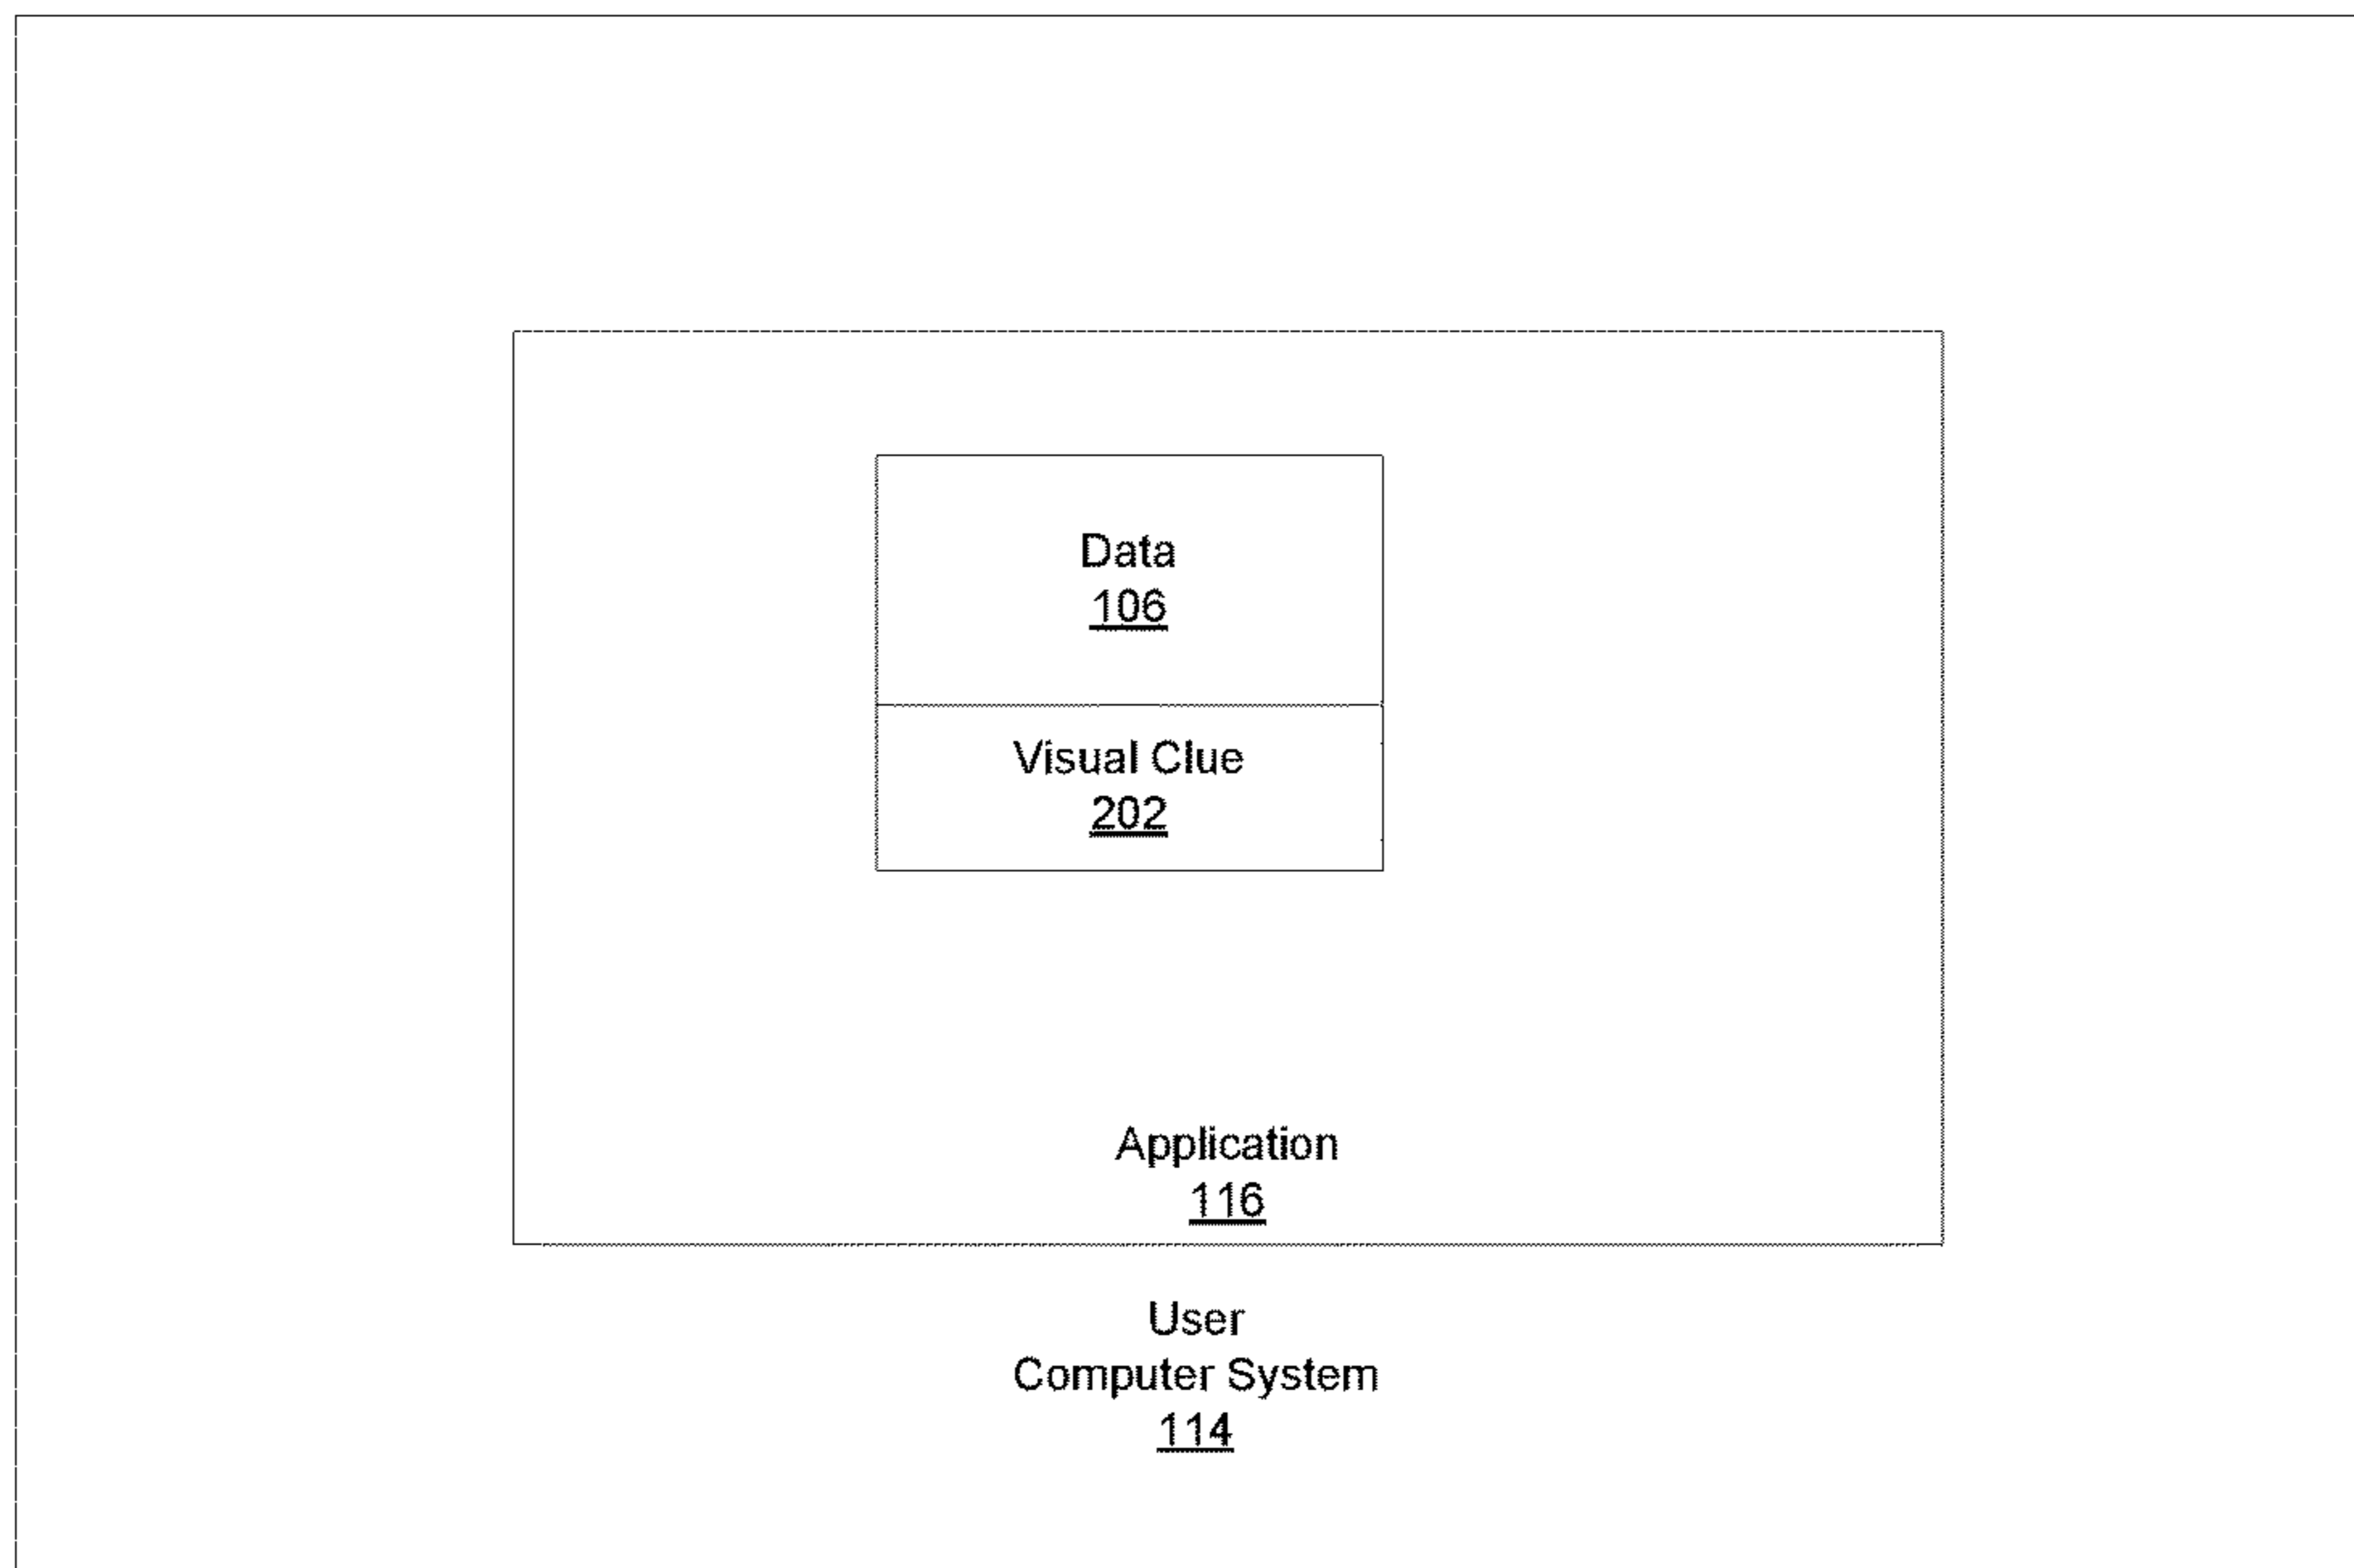 Data
106
Visual Clue
202
Application
116
User
Computer System
114